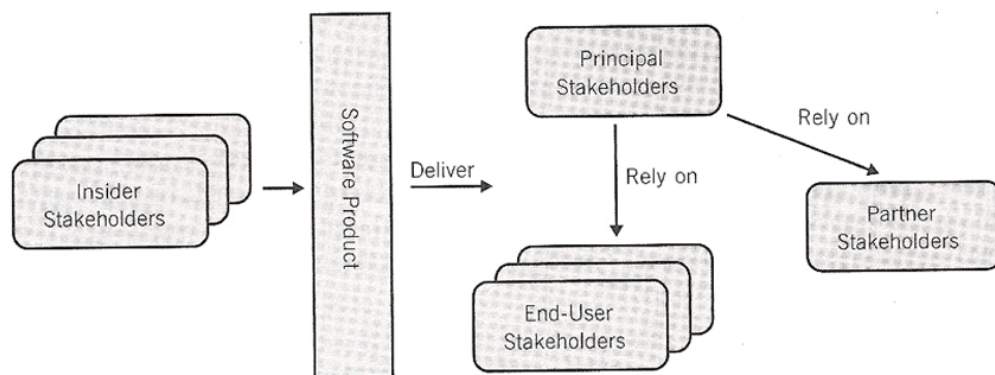 Principal
Stakeholders
Insider
Stakeholders
Software Product
Deliver
Rely on
Rely on
Partner
Stakeholders
End-User
Stakeholders